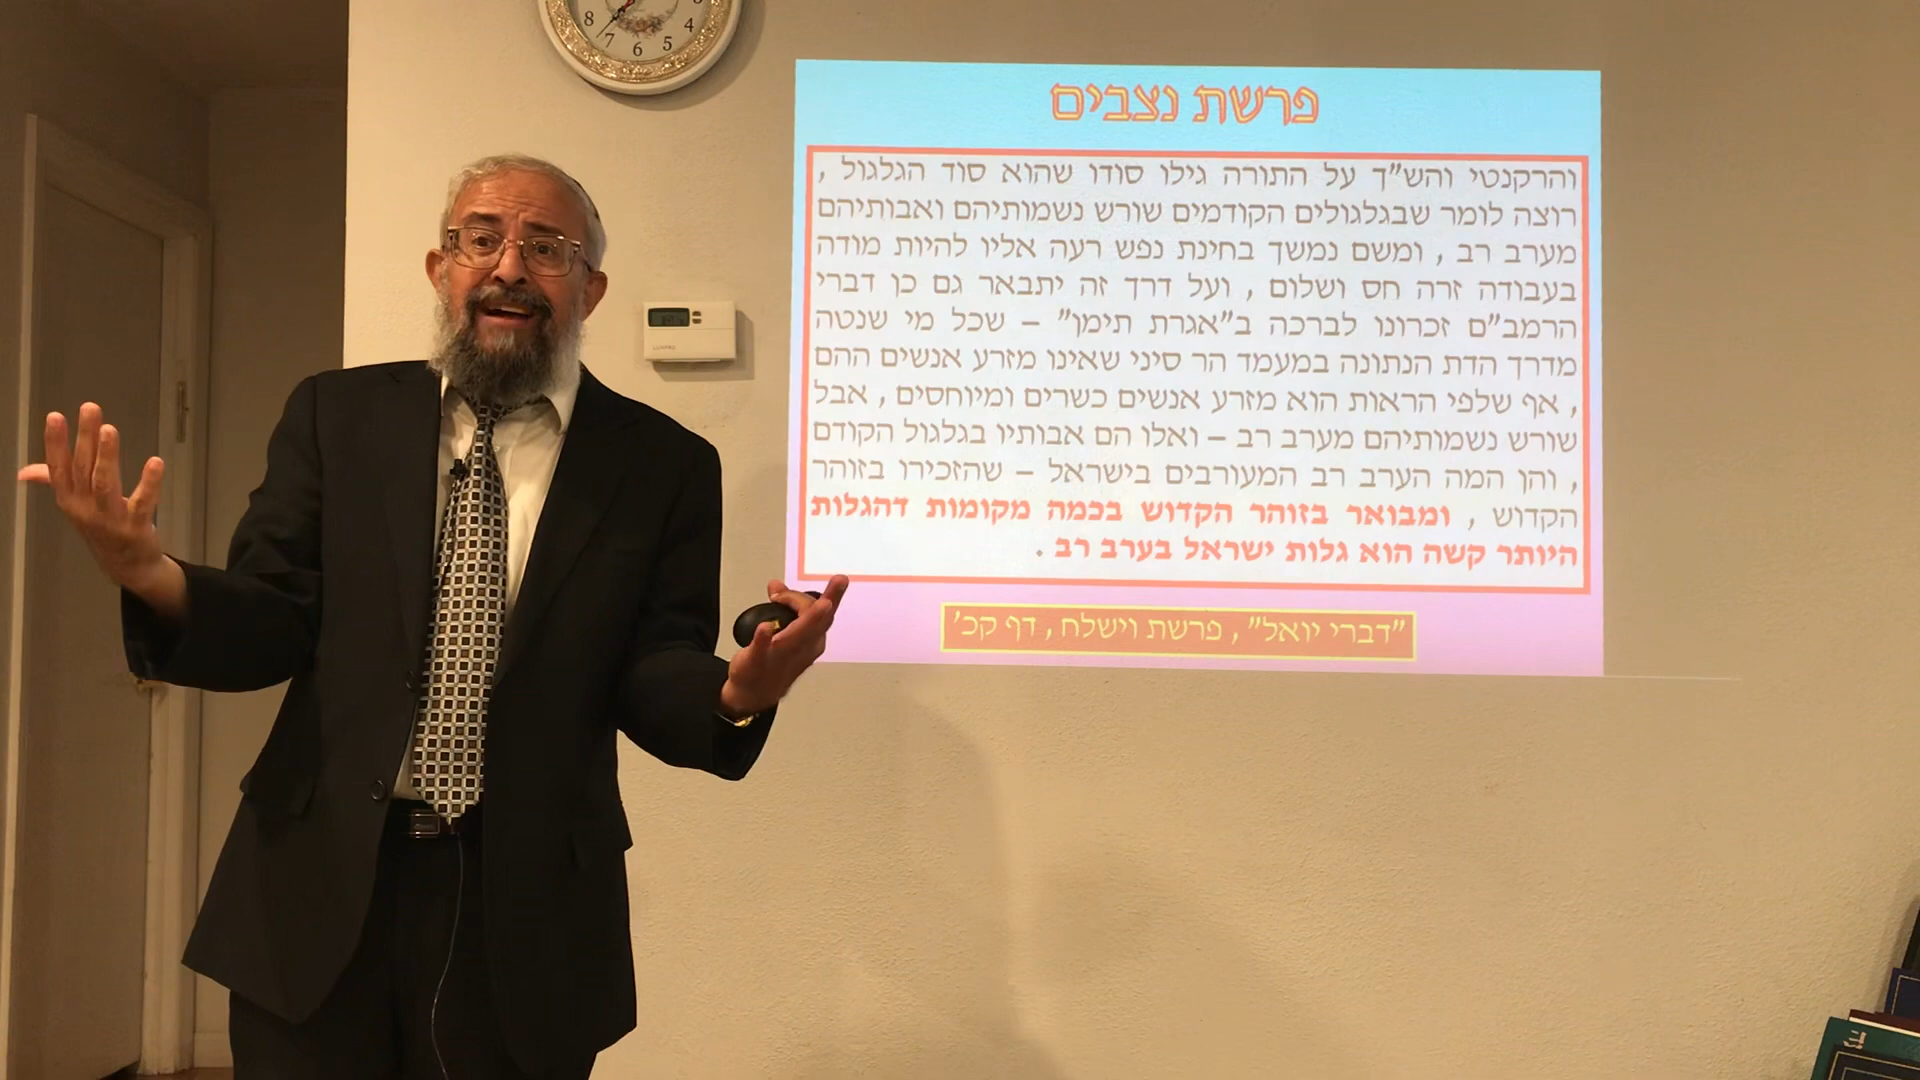 פרשת נצבים
והרקנטי והש"ך על התורה גילו סודו שהוא סוד הגלגול ,
רוצה לומר שבגלגולים הקודמים שורש נשמותיהם ואבותיהם
מערב רב , ומשם נמשך בחינת נפש רעה אליו להיות מודה
בעבודה זרה חס ושלום , ועל דרך זה יתבאר גם כן דברי
הרמב"ם זכרונו לברכה ב"אגרת תימן" – שכל מי שנטה
מדרך הדת הנתונה במעמד הר סיני שאינו מזרע אנשים ההם
, אף שלפי הראות הוא מזרע אנשים כשרים ומיוחסים , אבל
שורש נשמותיהם מערב רב – ואלו הם אבותיו בגלגול הקודם
, והן המה הערב רב המעורבים בישראל – שהזכירו בזוהר
הקדוש , ומבואר בזוהר הקדוש בכמה מקומות דהגלות
היותר קשה הוא גלות ישראל בערב רב .
"דברי יואל" , פרשת וישלח , דף קכ'
8 7 6 5 4